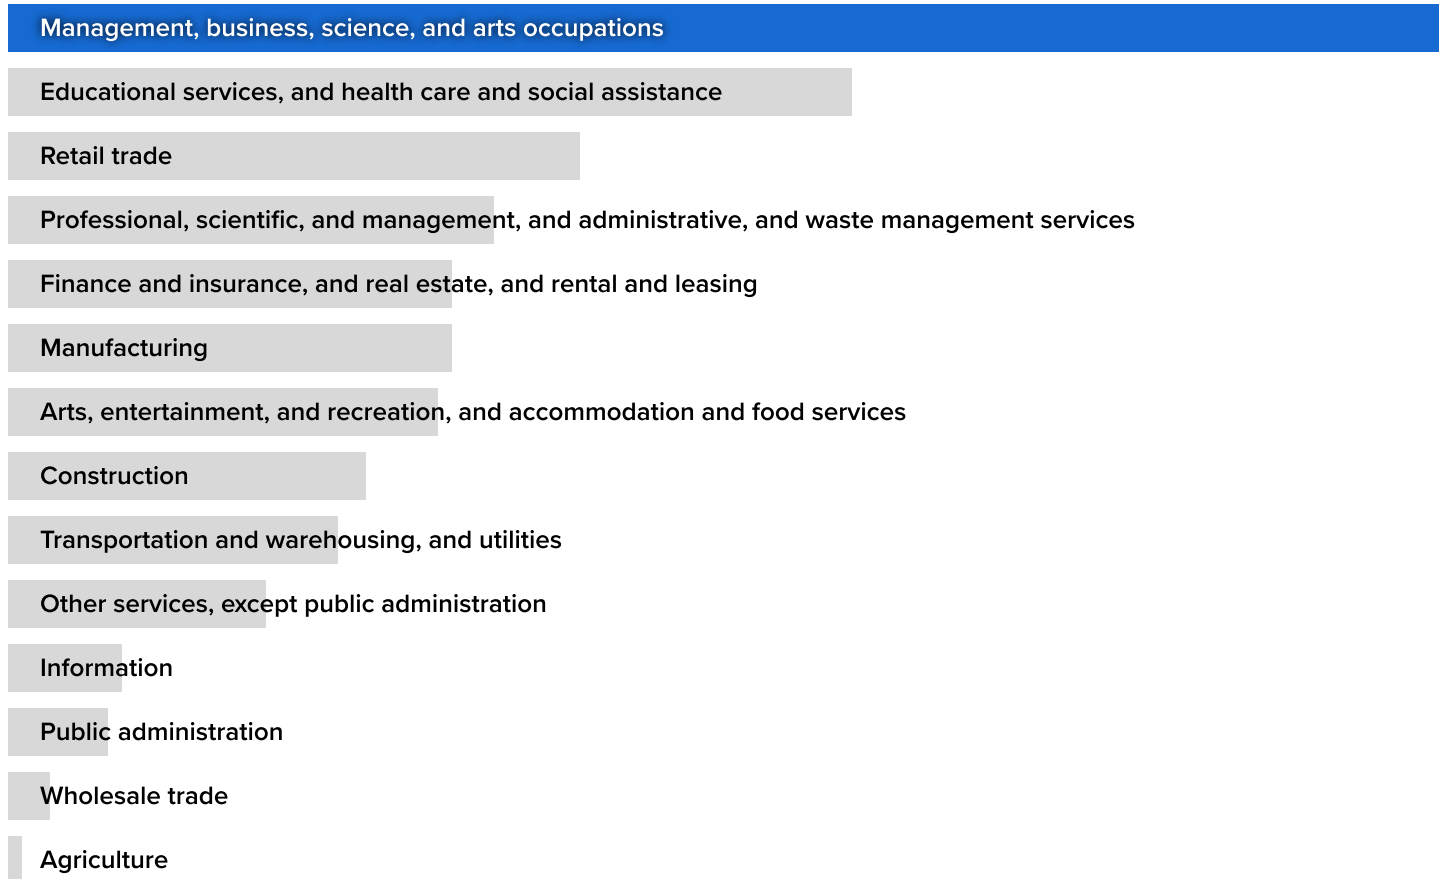 Management, business, science, and arts occupations
Educational services, and health care and social assistance
Retail trade
Professional, scientific, and management, and administrative, and waste management services
Finance and insurance, and real estate, and rental and leasing
Manufacturing
Arts, entertainment, and recreation, and accommodation and food services
Construction
Transportation and warehousing, and utilities
Other services, except public administration
Information
Public administration
Wholesale trade
Agriculture